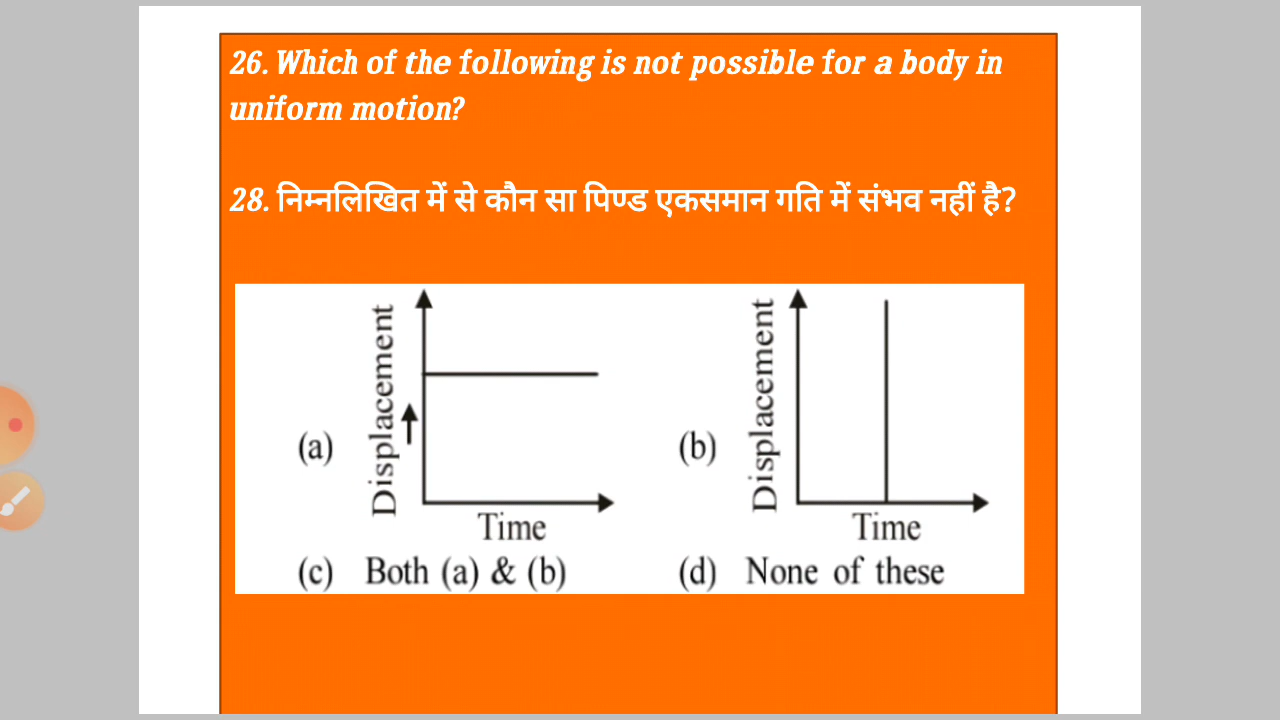 26. Which of the following is not possible for a body in
uniform motion?
28. निम्नलिखित में से कौन सा पिण्ड एकसमान गति में संभव नहीं है?
(a)
Displacement
Time
(b)
Displacement
Time
(c) Both (a) & (b)
(d) None of these